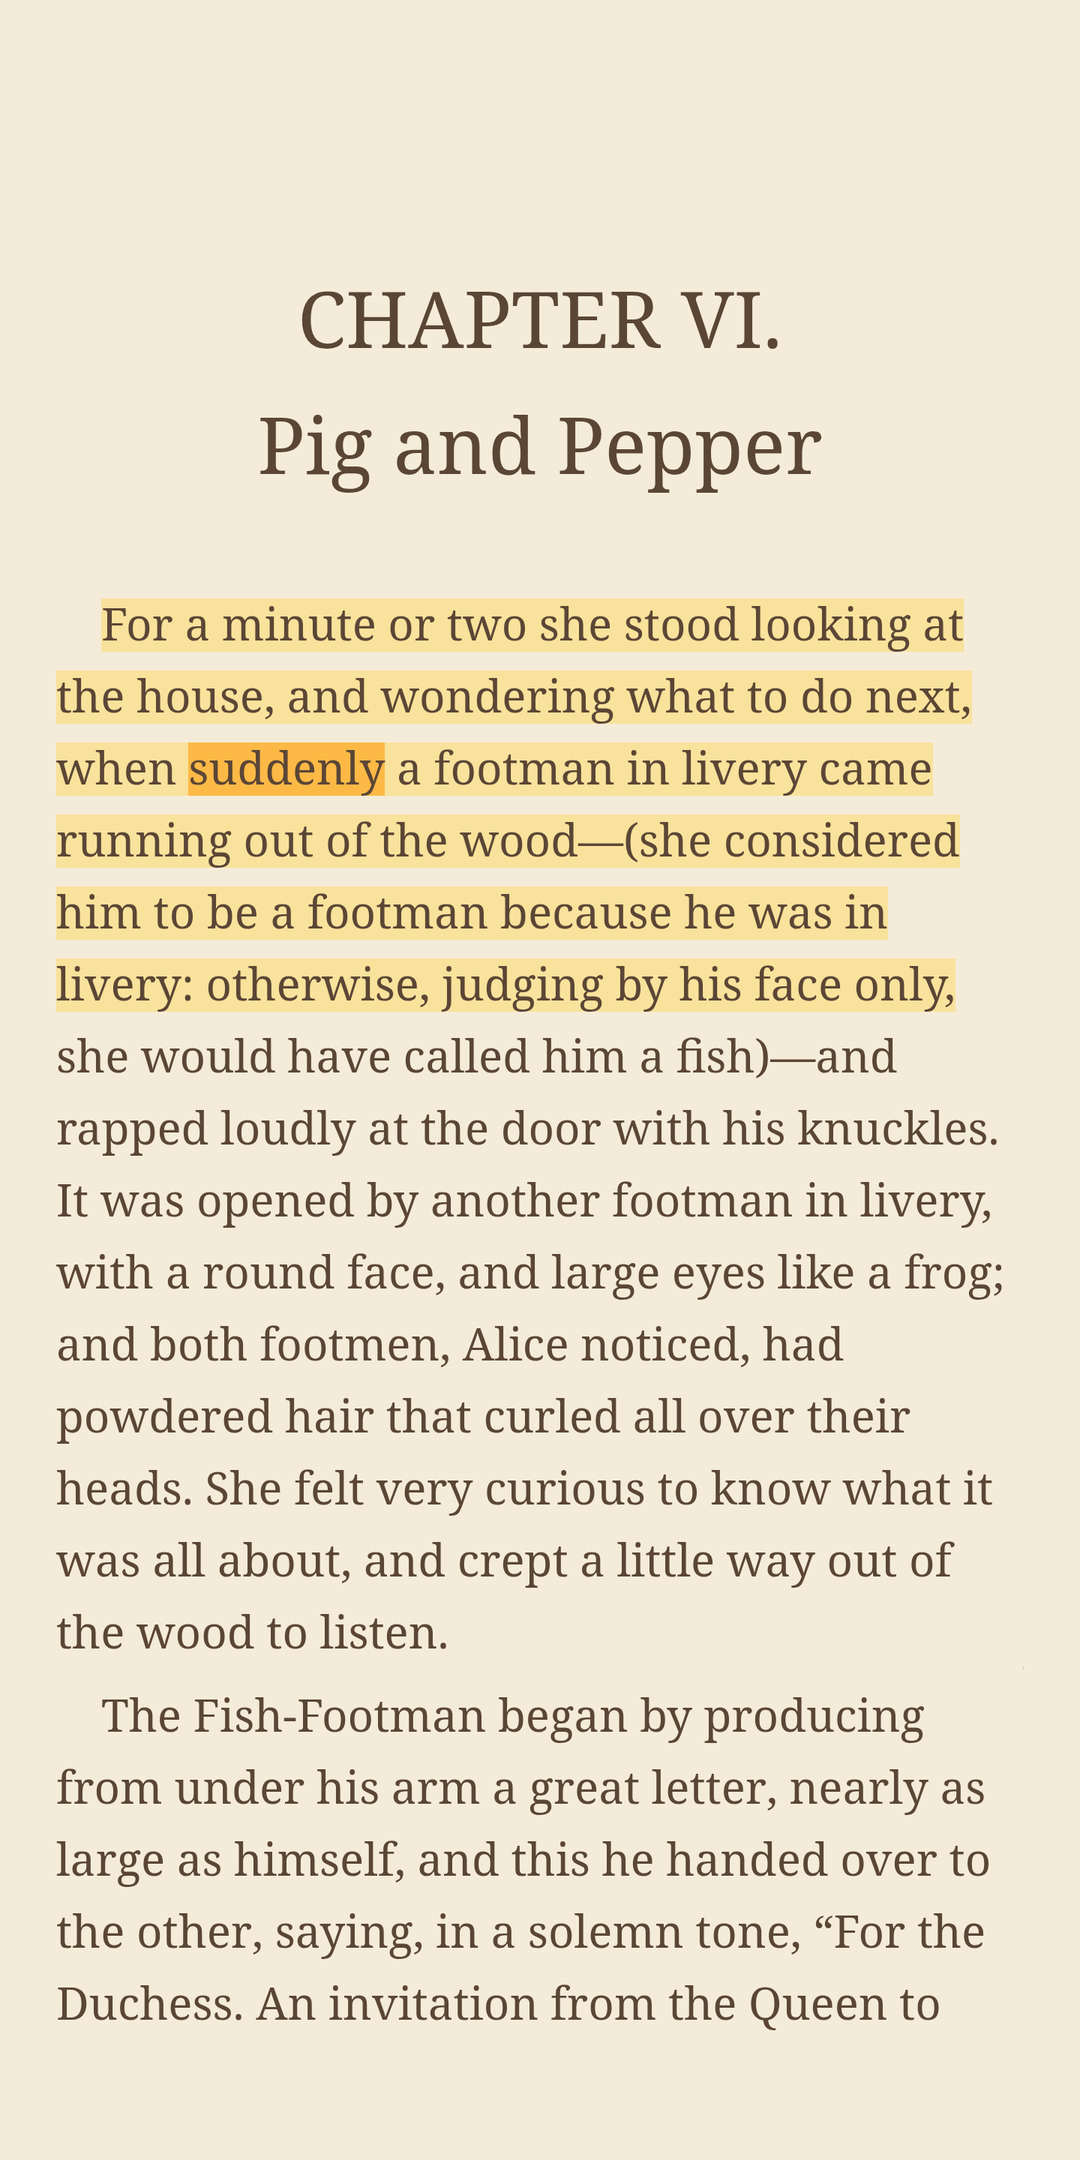 CHAPTER VI.
Pig and Pepper
For a minute or two she stood looking at
the house, and wondering what to do next,
when suddenly a footman in livery came
running out of the wood—(she considered
him to be a footman because he was in
livery: otherwise, judging by his face only,
she would have called him a fish)—and
rapped loudly at the door with his knuckles.
It was opened by another footman in livery,
with a round face, and large eyes like a frog;
and both footmen, Alice noticed, had
powdered hair that curled all over their
heads. She felt very curious to know what it
was all about, and crept a little way out of
the wood to listen.
The Fish-Footman began by producing
from under his arm a great letter, nearly as
large as himself, and this he handed over to
the other, saying, in a solemn tone, “For the
Duchess. An invitation from the Queen to